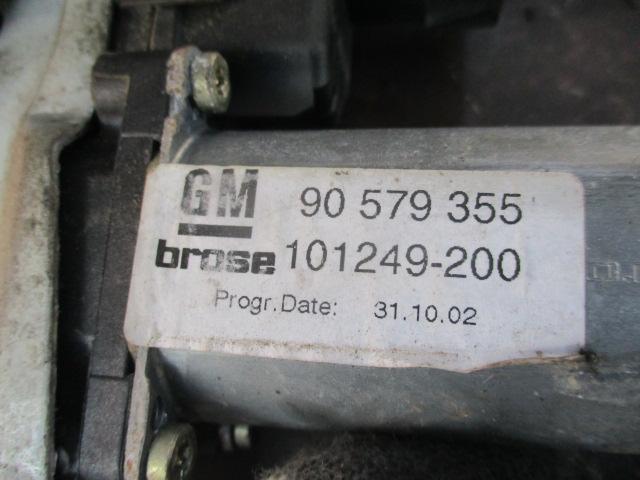 GM 90 579 355
brose 101249-200
Progr.Date: 31.10.02